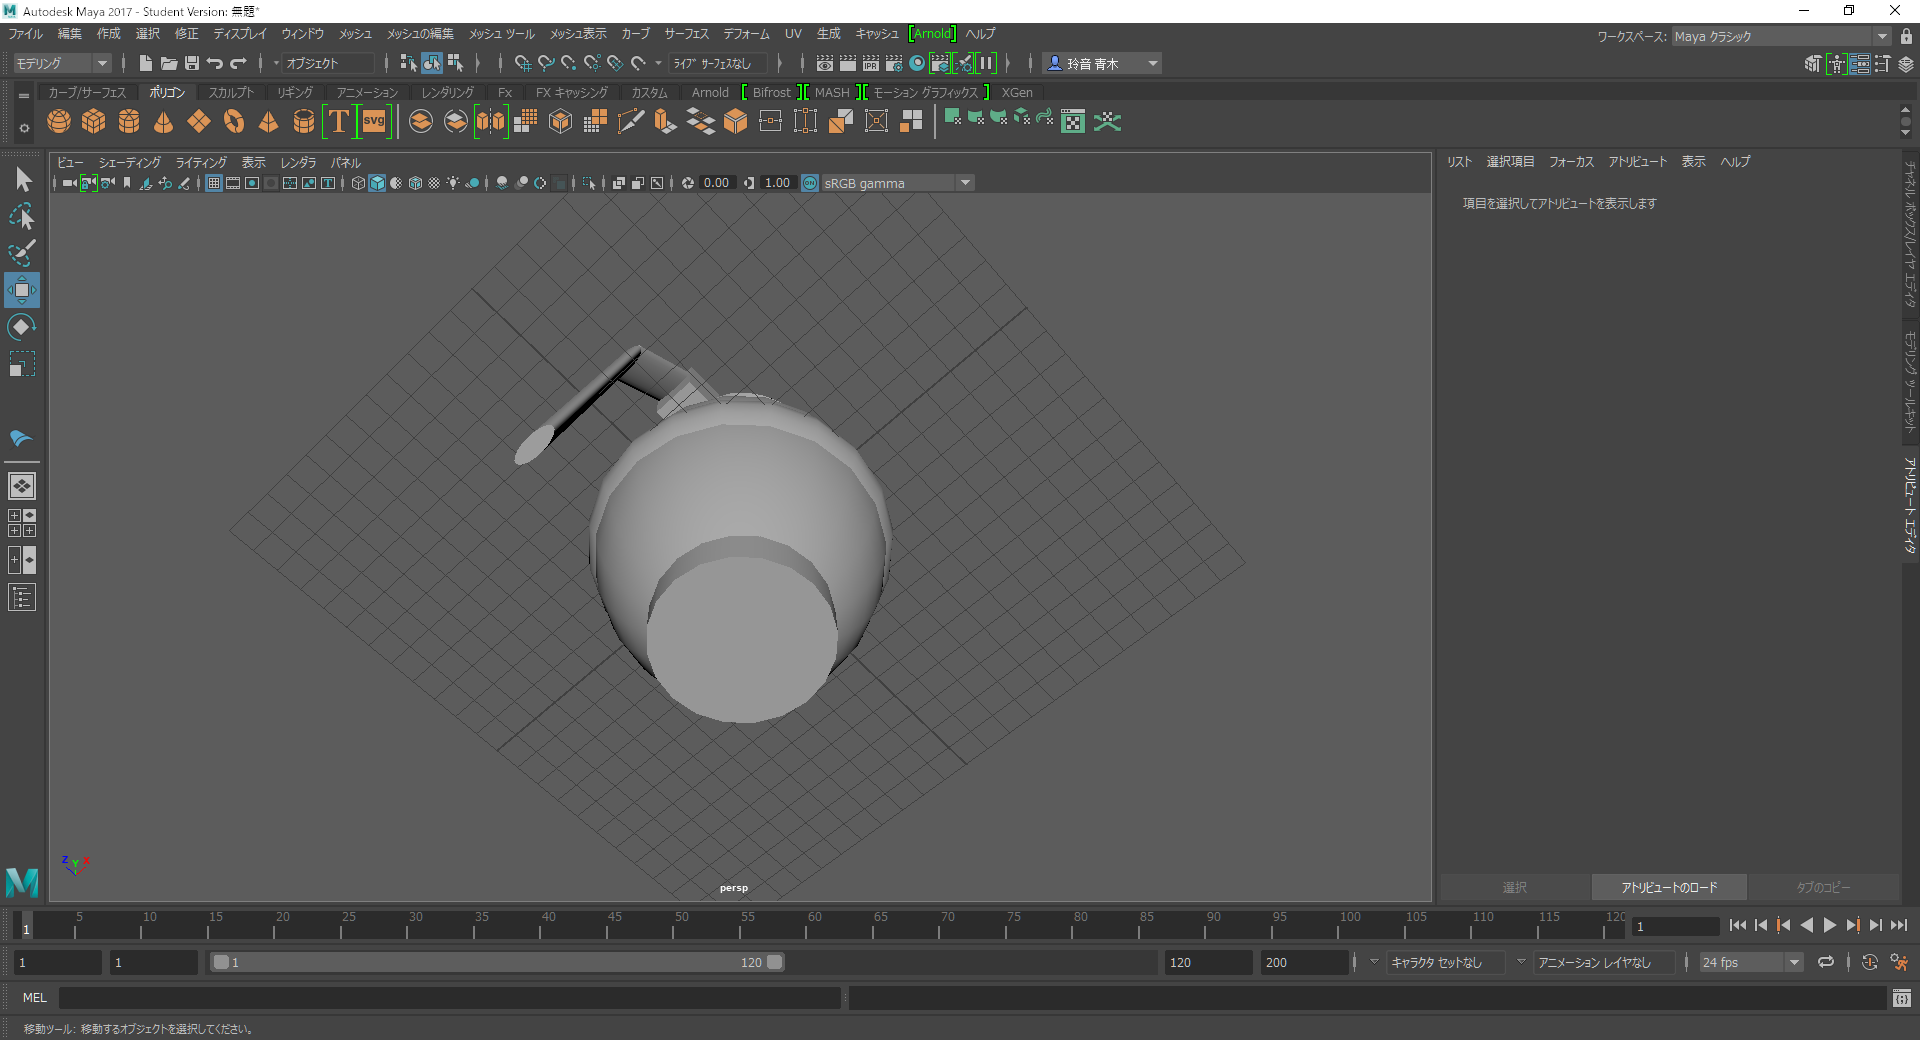 Autodesk Maya 2017 - Student Version: 無題*
ファイル 編集 作成 選択 修正 ディスプレイ ウィンドウ メッシュ メッシュの編集 メッシュ ツール メッシュ表示 カーブ サーフェス デフォーム UV 生成 キャッシュ [Arnold] ヘルプ
ワークスペース: Maya クラシック
モデリング オブジェクト ライブ サーフェスなし 玲音 青木
カーブ/サーフェス ポリゴン スカルプト リギング アニメーション レンダリング Fx FX キャッシング カスタム Arnold Bifrost MASH モーション グラフィックス XGen
T svg
ビュー シェーディング ライティング 表示 レンダラ パネル
0.00 1.00 ON sRGB gamma
リスト 選択項目 フォーカス アトリビュート 表示 ヘルプ
項目を選択してアトリビュートを表示します
チャネル ボックス/レイヤ エディタ
モデリング ツールキット
アトリビュート エディタ
Z Y X
persp
選択 アトリビュートのロード タブのコピー
5 10 15 20 25 30 35 40 45 50 55 60 65 70 75 80 85 90 95 100 105 110 115 120
1 1
1 1 1 120 120 200 キャラクタ セットなし アニメーション レイヤなし 24 fps
MEL
移動ツール: 移動するオブジェクトを選択してください。